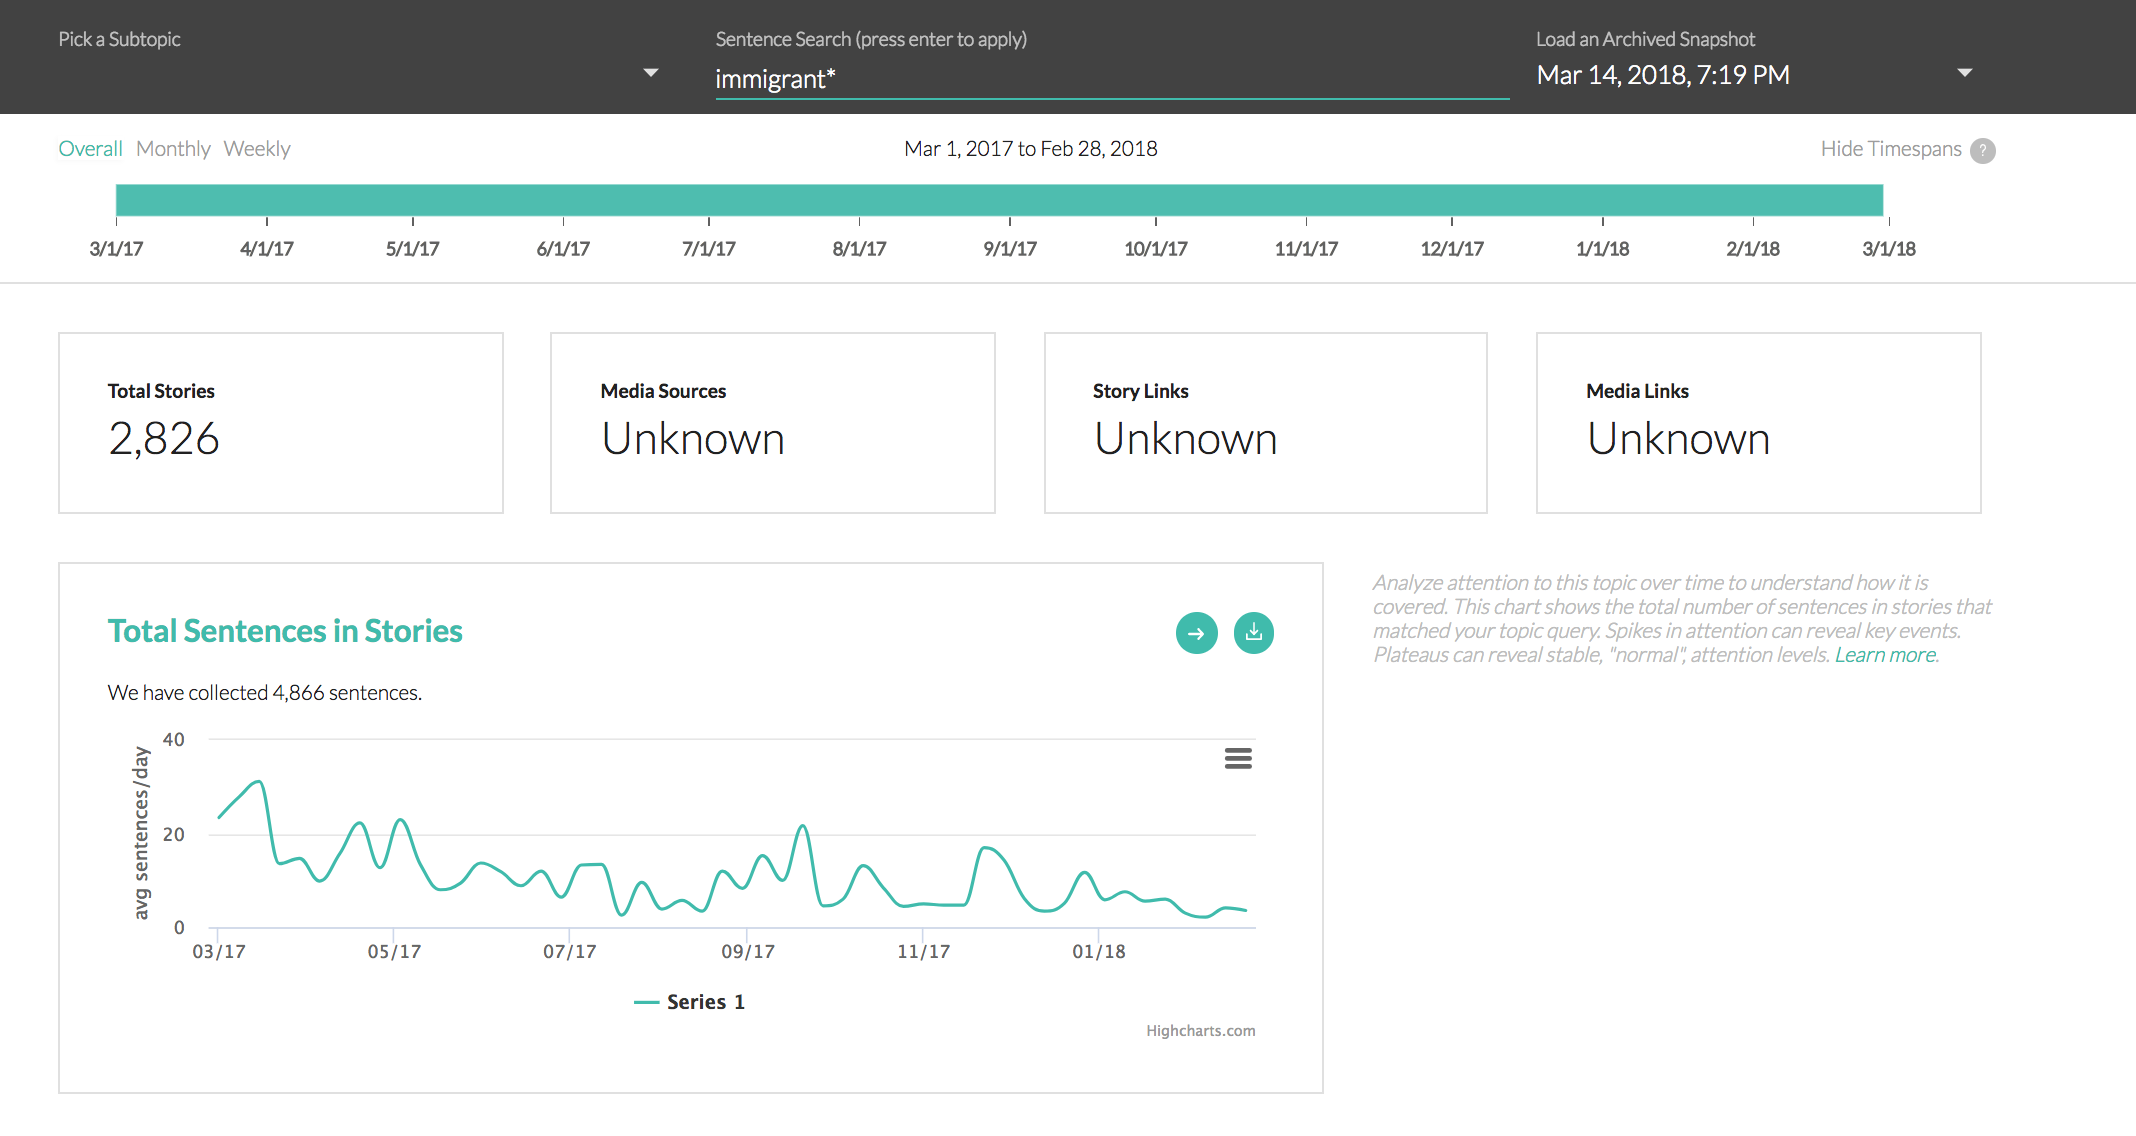 Pick a Subtopic
Sentence Search (press enter to apply)
Load an Archived Snapshot
immigrant*
Mar 14, 2018, 7:19 PM
Overall Monthly Weekly
Mar 1, 2017 to Feb 28, 2018
Hide Timespans ?
3/1/17 4/1/17 5/1/17 6/1/17 7/1/17 8/1/17 9/1/17 10/1/17 11/1/17 12/1/17 1/1/18 2/1/18 3/1/18
Total Stories
2,826
Media Sources
Unknown
Story Links
Unknown
Media Links
Unknown
Total Sentences in Stories
We have collected 4,866 sentences.
avg sentences/day
40
20
0
03/17 05/17 07/17 09/17 11/17 01/18
Series 1
Highcharts.com
Analyze attention to this topic over time to understand how it is
covered. This chart shows the total number of sentences in stories that
matched your topic query. Spikes in attention can reveal key events.
Plateaus can reveal stable, "normal", attention levels. Learn more.